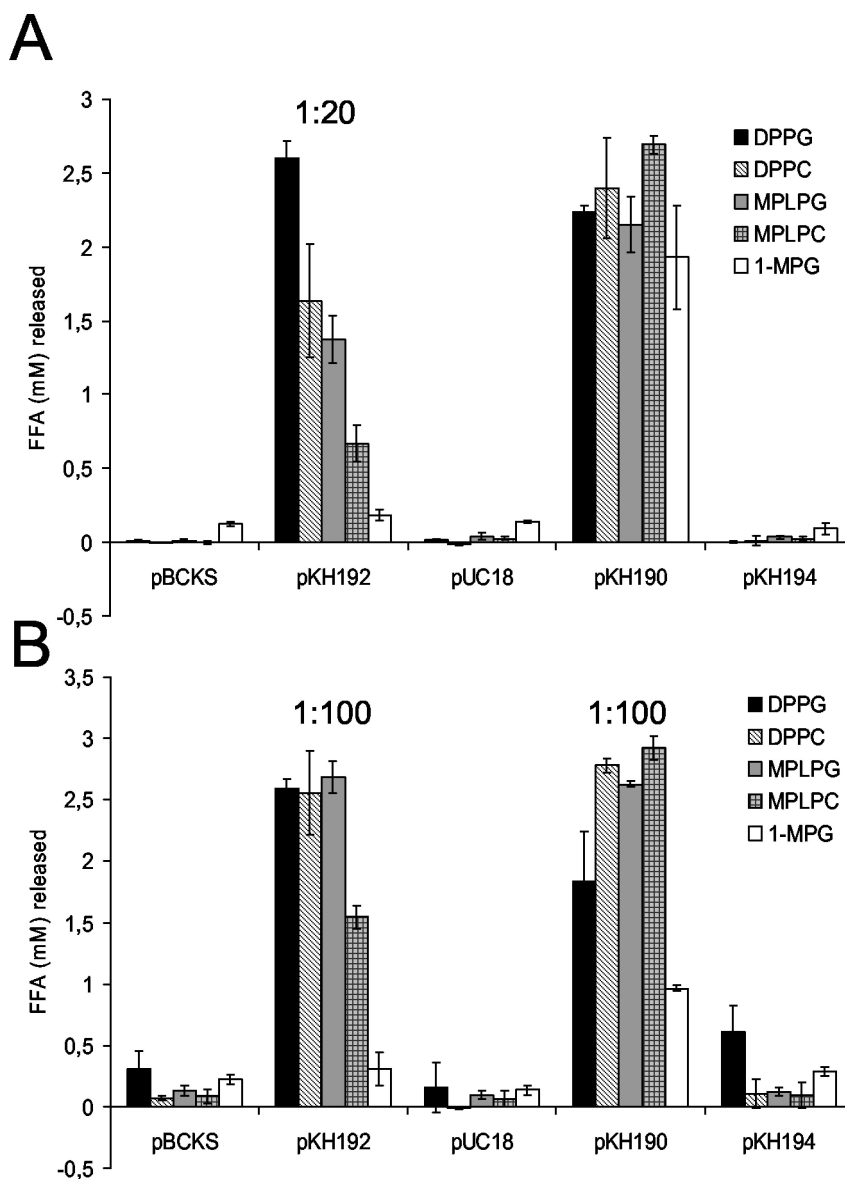 A
3
2,5
2
1,5
1
0,5
0
-0,5
FFA (mM) released
1:20
DPPG
DPPC
MPLPG
MPLPC
1-MPG
pBCKS pKH192 pUC18 pKH190 pKH194
B
3,5
3
2,5
2
1,5
1
0,5
0
-0,5
FFA (mM) released
1:100 1:100
DPPG
DPPC
MPLPG
MPLPC
1-MPG
pBCKS pKH192 pUC18 pKH190 pKH194